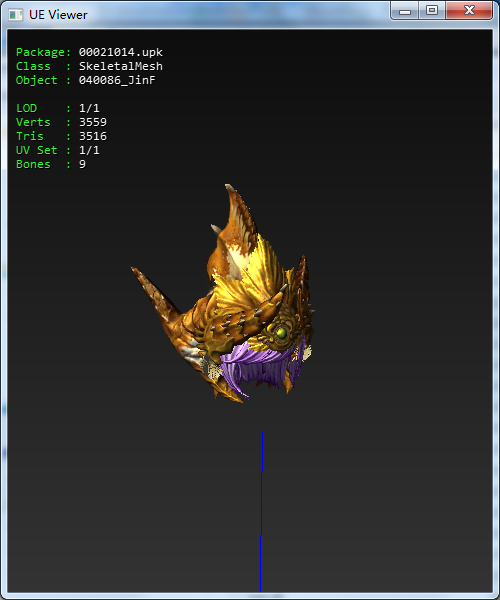 UE Viewer
Package: 00021014.upk
Class : SkeletalMesh
Object : 040086_JinF
LOD : 1/1
Verts : 3559
Tris : 3516
UV Set : 1/1
Bones : 9